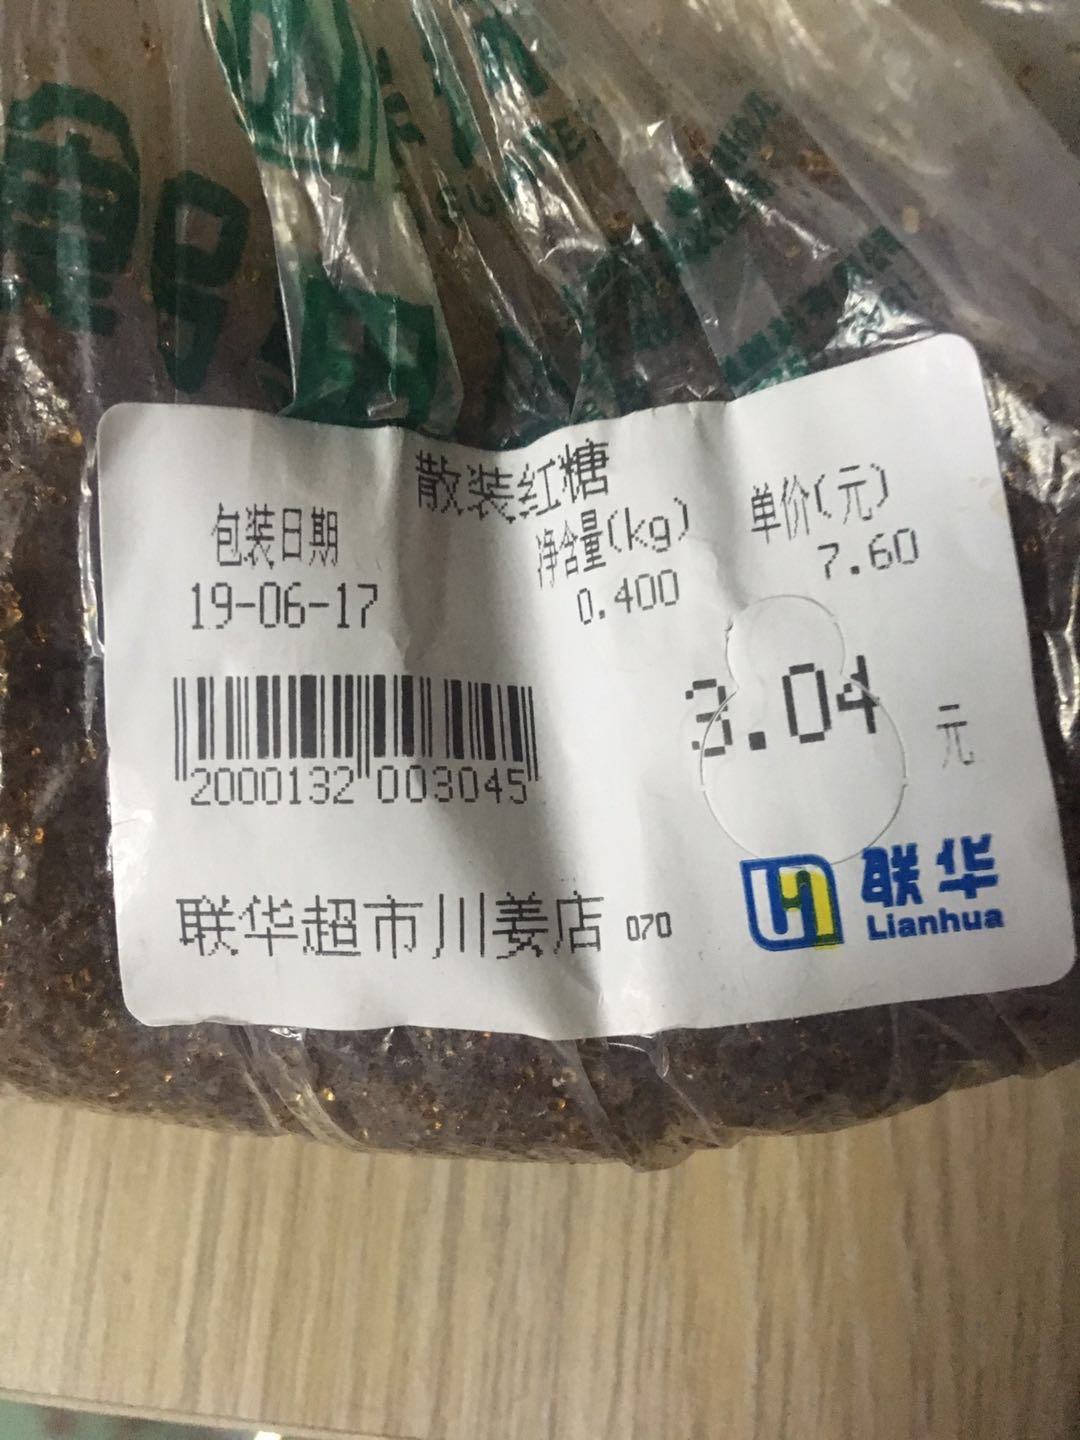 散装红糖
包装日期 净含量(kg) 单价(元)
19-06-17 0.400 7.60
3.04 元
2000132 003045
联华超市川姜店 070
联华
Lianhua